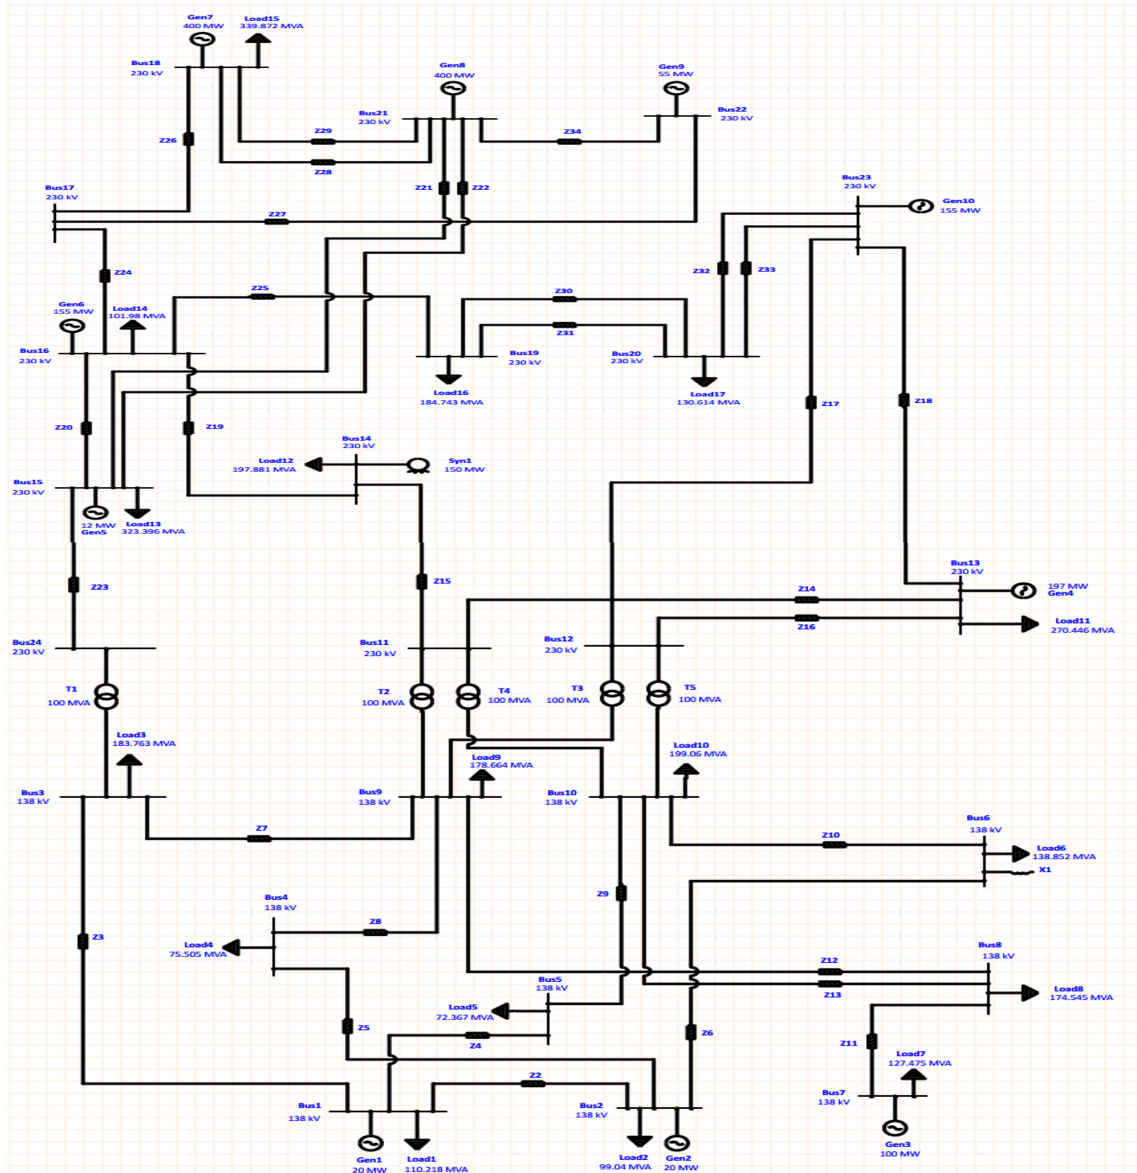 Gen7
400 MW
Load15
339.872 MVA
Bus18
230 kV
Gen8
400 MW
Gen9
55 MW
Bus21
230 kV
Bus22
230 kV
Z29
Z26
Z28
Z34
Z21
Z22
Bus17
230 kV
Bus23
230 kV
Gen10
155 MW
Z27
Z24
Z32
Z33
Z25
Z30
Gen6
155 MW
Load14
101.98 MVA
Z31
Bus16
230 kV
Bus19
230 kV
Bus20
230 kV
Load16
184.743 MVA
Load17
130.614 MVA
Z17
Z18
Z20
Z19
Bus14
230 kV
Load12
197.881 MVA
Syn1
150 MW
Bus15
230 kV
12 MW
Gen5
Load13
323.396 MVA
Bus13
230 kV
Z23
Z15
Z14
197 MW
Gen4
Z16
Load11
270.446 MVA
Bus24
230 kV
Bus11
230 kV
Bus12
230 kV
T1
100 MVA
T2
100 MVA
T4
100 MVA
T3
100 MVA
T5
100 MVA
Load3
183.763 MVA
Load9
178.664 MVA
Load10
199.06 MVA
Bus3
138 kV
Bus9
138 kV
Bus10
138 kV
Z7
Z10
Bus6
138 kV
Load6
138.852 MVA
X1
Z9
Bus4
138 kV
Z8
Z3
Load4
75.505 MVA
Bus8
138 kV
Z12
Z13
Bus5
138 kV
Load8
174.545 MVA
Load5
72.367 MVA
Z5
Z4
Z6
Z11
Load7
127.475 MVA
Z2
Bus7
138 kV
Bus1
138 kV
Bus2
138 kV
Gen3
100 MW
Gen1
20 MW
Load1
110.218 MVA
Load2
99.04 MVA
Gen2
20 MW